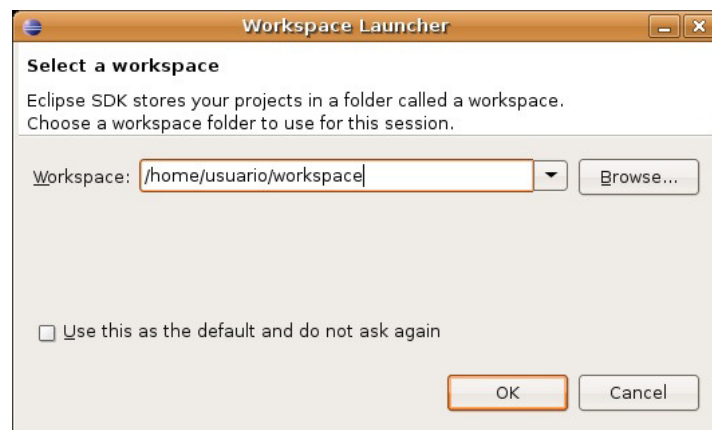 Workspace Launcher
Select a workspace
Eclipse SDK stores your projects in a folder called a workspace.
Choose a workspace folder to use for this session.
Workspace: /home/usuario/workspace Browse...
Use this as the default and do not ask again
OK Cancel